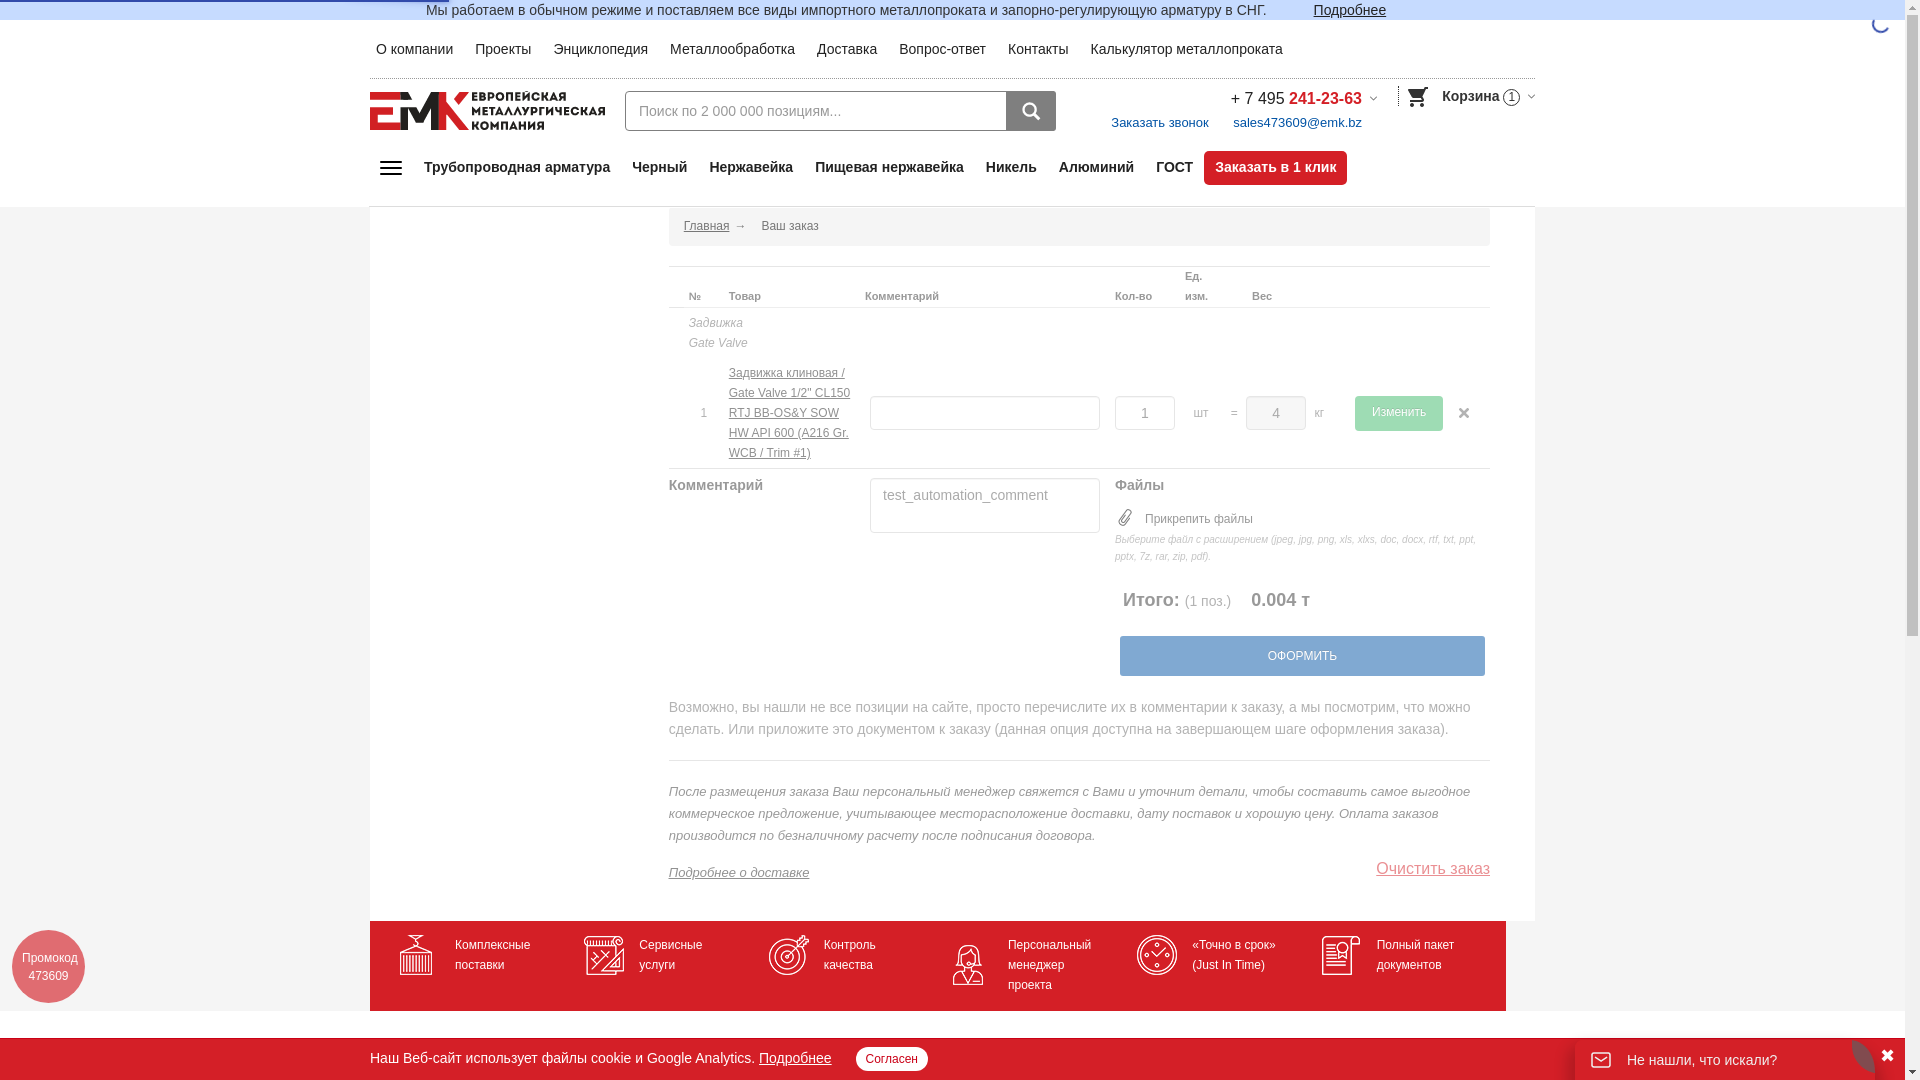 Мы работаем в обычном режиме и поставляем все виды импортного металлопроката и запорно-регулирующую арматуру в СНГ. Подробнее
О компании Проекты Энциклопедия Металлообработка Доставка Вопрос-ответ Контакты Калькулятор металлопроката
ЕМК ЕВРОПЕЙСКАЯ
МЕТАЛЛУРГИЧЕСКАЯ
КОМПАНИЯ
Поиск по 2 000 000 позициям...
+ 7 495 241-23-63
Корзина 1
Заказать звонок sales473609@emk.bz
Трубопроводная арматура Черный Нержавейка Пищевая нержавейка Никель Алюминий ГОСТ Заказать в 1 клик
Главная → Ваш заказ
№ Товар Комментарий Кол-во Ед. изм. Вес
Задвижка
Gate Valve
1
Задвижка клиновая /
Gate Valve 1/2" CL150
RTJ BB-OS&Y SOW
HW API 600 (A216 Gr.
WCB / Trim #1)
1 шт = 4 кг Изменить
Комментарий
test_automation_comment
Файлы
Прикрепить файлы
Выберите файл с расширением (jpeg, jpg, png, xls, xlxs, doc, docx, rtf, txt, ppt,
pptx, 7z, rar, zip, pdf).
Итого: (1 поз.) 0.004 т
ОФОРМИТЬ
Возможно, вы нашли не все позиции на сайте, просто перечислите их в комментарии к заказу, а мы посмотрим, что можно
сделать. Или приложите это документом к заказу (данная опция доступна на завершающем шаге оформления заказа).
После размещения заказа Ваш персональный менеджер свяжется с Вами и уточнит детали, чтобы составить самое выгодное
коммерческое предложение, учитывающее месторасположение доставки, дату поставок и хорошую цену. Оплата заказов
производится по безналичному расчету после подписания договора.
Подробнее о доставке
Очистить заказ
Промокод
473609
Комплексные
поставки
Сервисные
услуги
Контроль
качества
Персональный
менеджер
проекта
«Точно в срок»
(Just In Time)
Полный пакет
документов
Наш Веб-сайт использует файлы cookie и Google Analytics. Подробнее Согласен
Не нашли, что искали?